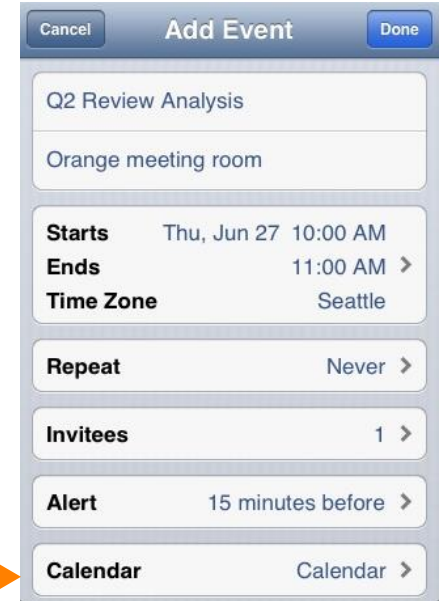 Cancel Add Event Done
Q2 Review Analysis
Orange meeting room
Starts Thu, Jun 27 10:00 AM
Ends 11:00 AM
Time Zone Seattle
Repeat Never
Invitees 1
Alert 15 minutes before
Calendar Calendar